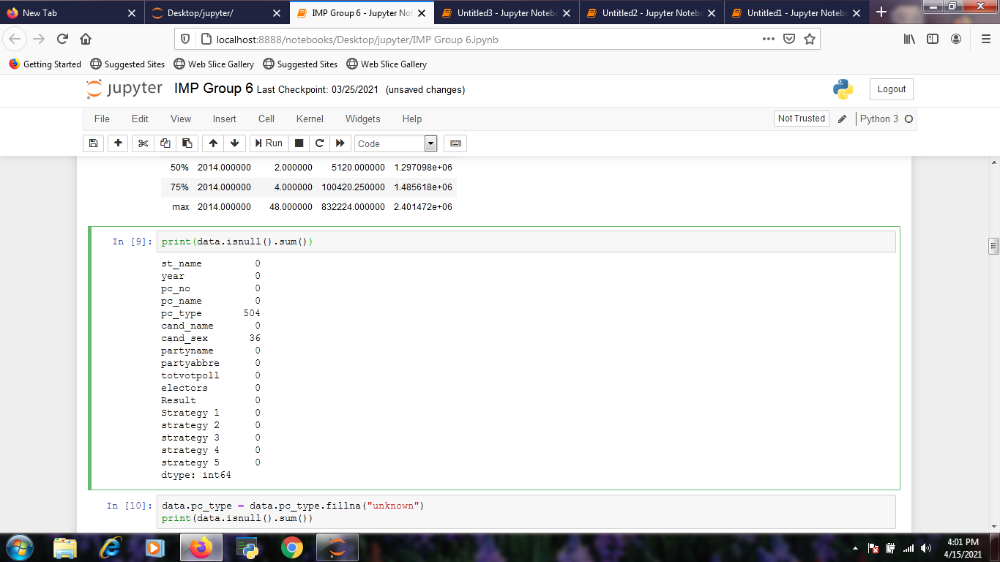 New Tab
Desktop/jupyter/
IMP Group 6 - Jupyter Not
Untitled3 - Jupyter Notebo
Untitled2 - Jupyter Notebo
Untitled1 - Jupyter Notebo
localhost:8888/notebooks/Desktop/jupyter/IMP Group 6.ipynb
Getting Started Suggested Sites Web Slice Gallery Suggested Sites Web Slice Gallery
jupyter IMP Group 6 Last Checkpoint: 03/25/2021 (unsaved changes)
Logout
File Edit View Insert Cell Kernel Widgets Help
Not Trusted Python 3
Run Code
50% 2014.000000 2.000000 5120.000000 1.297098e+06
75% 2014.000000 4.000000 100420.250000 1.485618e+06
max 2014.000000 48.000000 832224.000000 2.401472e+06
In [9]: print(data.isnull().sum())
st_name 0
year 0
pc_no 0
pc_name 0
pc_type 504
cand_name 0
cand_sex 36
partyname 0
partyabbre 0
totvotpoll 0
electors 0
Result 0
Strategy 1 0
strategy 2 0
strategy 3 0
strategy 4 0
strategy 5 0
dtype: int64
In [10]: data.pc_type = data.pc_type.fillna("unknown")
print(data.isnull().sum())
4:01 PM
4/15/2021